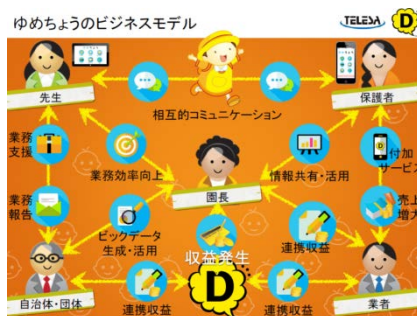 ゆめちょうのビジネスモデル
TELEDA
D
先生
保護者
相互的コミュニケーション
業務
支援
業務効率向上
情報共有・活用
付加
サービス
園長
業務
報告
ビックデータ
生成・活用
収益発生
連携収益
売上
増大
D
自治体・団体
連携収益
連携収益
業者